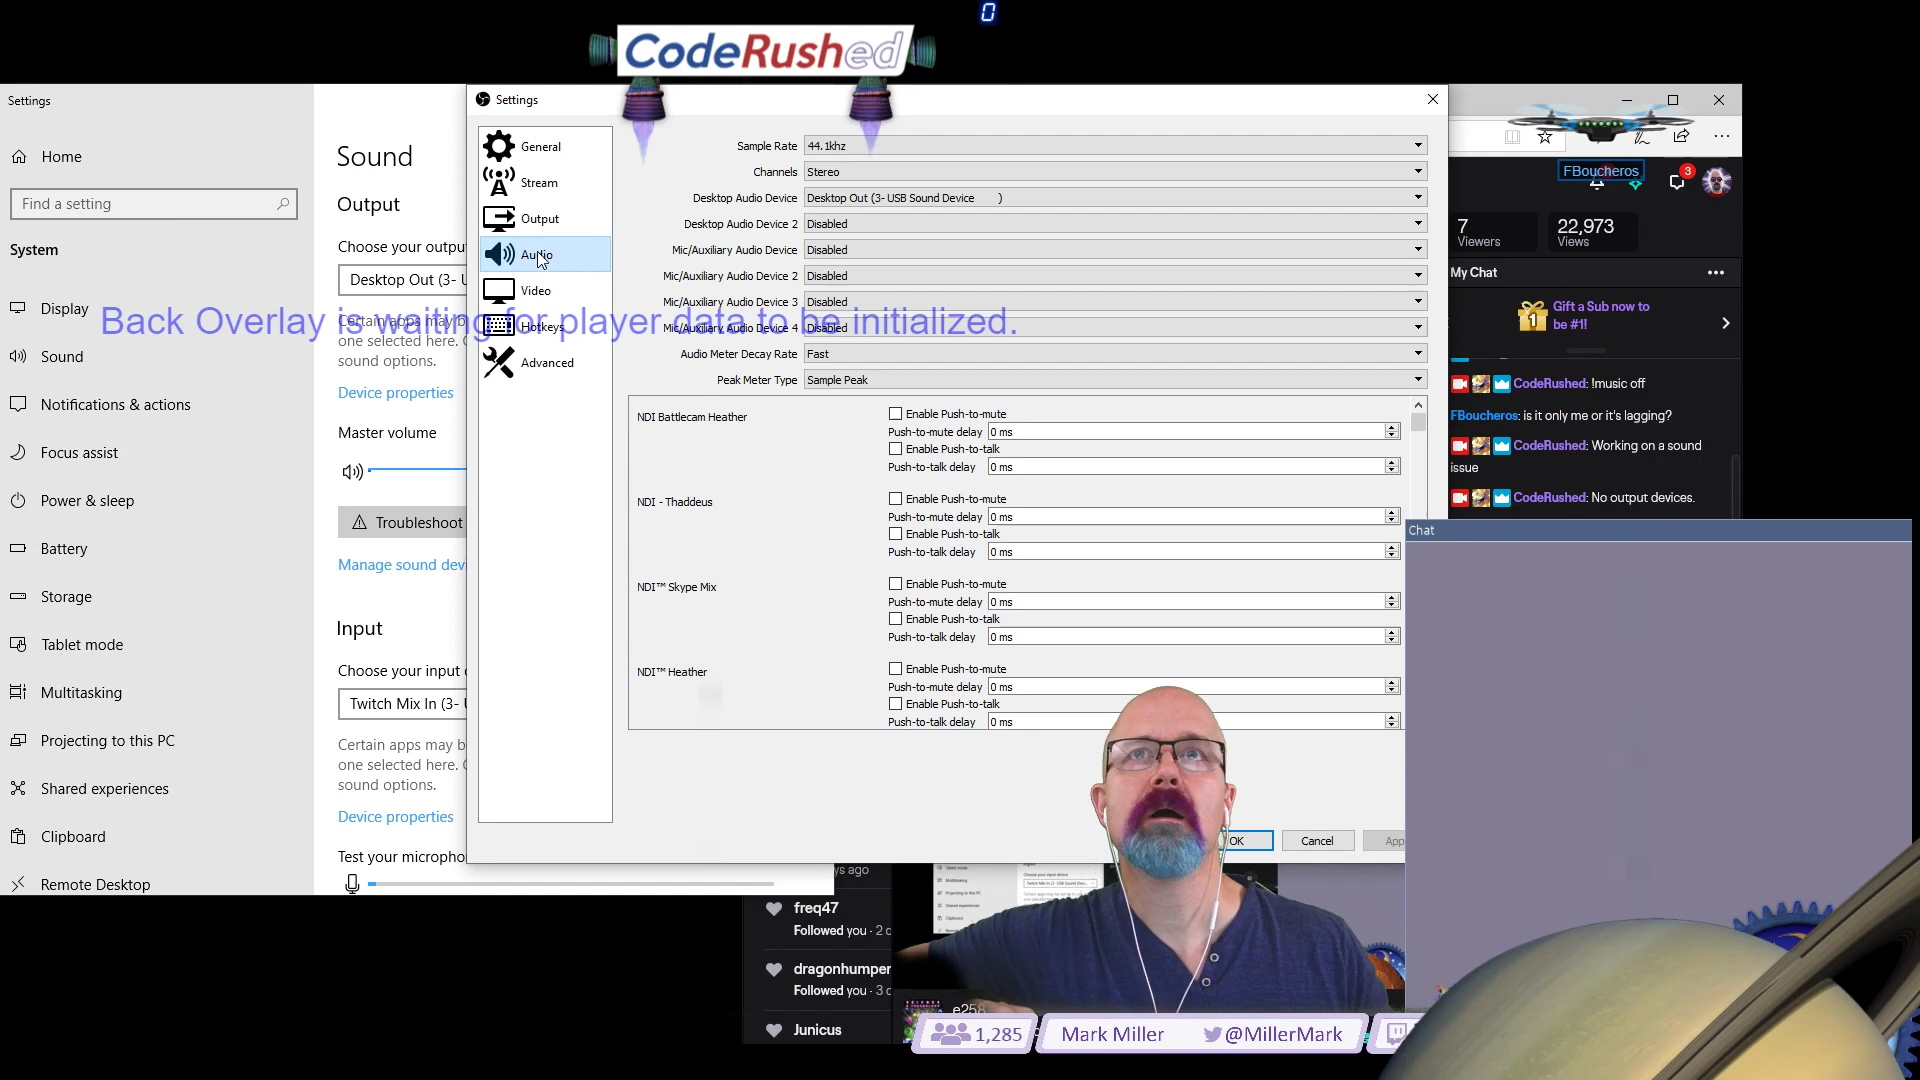 0
CodeRushed
Settings
Home
Find a setting
System
Display
Sound
Notifications & actions
Focus assist
Power & sleep
Battery
Storage
Tablet mode
Multitasking
Projecting to this PC
Shared experiences
Clipboard
Remote Desktop
Sound
Output
Choose your outpu
Desktop Out (3- U
Certain apps may b
one selected here.
sound options.
Device properties
Master volume
Troubleshoot
Manage sound dev
Input
Choose your input
Twitch Mix In (3- U
Certain apps may b
one selected here.
sound options.
Device properties
Test your micropho
Back Overlay is waiting for player data to be initialized.
Settings
General
Stream
Output
Audio
Video
Hotkeys
Advanced
Sample Rate 44.1khz
Channels Stereo
Desktop Audio Device Desktop Out (3- USB Sound Device )
Desktop Audio Device 2 Disabled
Mic/Auxiliary Audio Device Disabled
Mic/Auxiliary Audio Device 2 Disabled
Mic/Auxiliary Audio Device 3 Disabled
Mic/Auxiliary Audio Device 4 Disabled
Audio Meter Decay Rate Fast
Peak Meter Type Sample Peak
NDI Battlecam Heather Enable Push-to-mute
Push-to-mute delay 0 ms
Enable Push-to-talk
Push-to-talk delay 0 ms
NDI - Thaddeus Enable Push-to-mute
Push-to-mute delay 0 ms
Enable Push-to-talk
Push-to-talk delay 0 ms
NDI™ Skype Mix Enable Push-to-mute
Push-to-mute delay 0 ms
Enable Push-to-talk
Push-to-talk delay 0 ms
NDI™ Heather Enable Push-to-mute
Push-to-mute delay 0 ms
Enable Push-to-talk
Push-to-talk delay 0 ms
OK Cancel App
FBoucheros
3
7 22,973
Viewers Views
My Chat
Gift a Sub now to
be #1!
1
CodeRushed: !music off
FBoucheros: is it only me or it's lagging?
CodeRushed: Working on a sound
issue
CodeRushed: No output devices.
Chat
ys ago
freq47
Followed you · 2
dragonhumper
Followed you · 3
Junicus
e258
1,285 Mark Miller @MillerMark